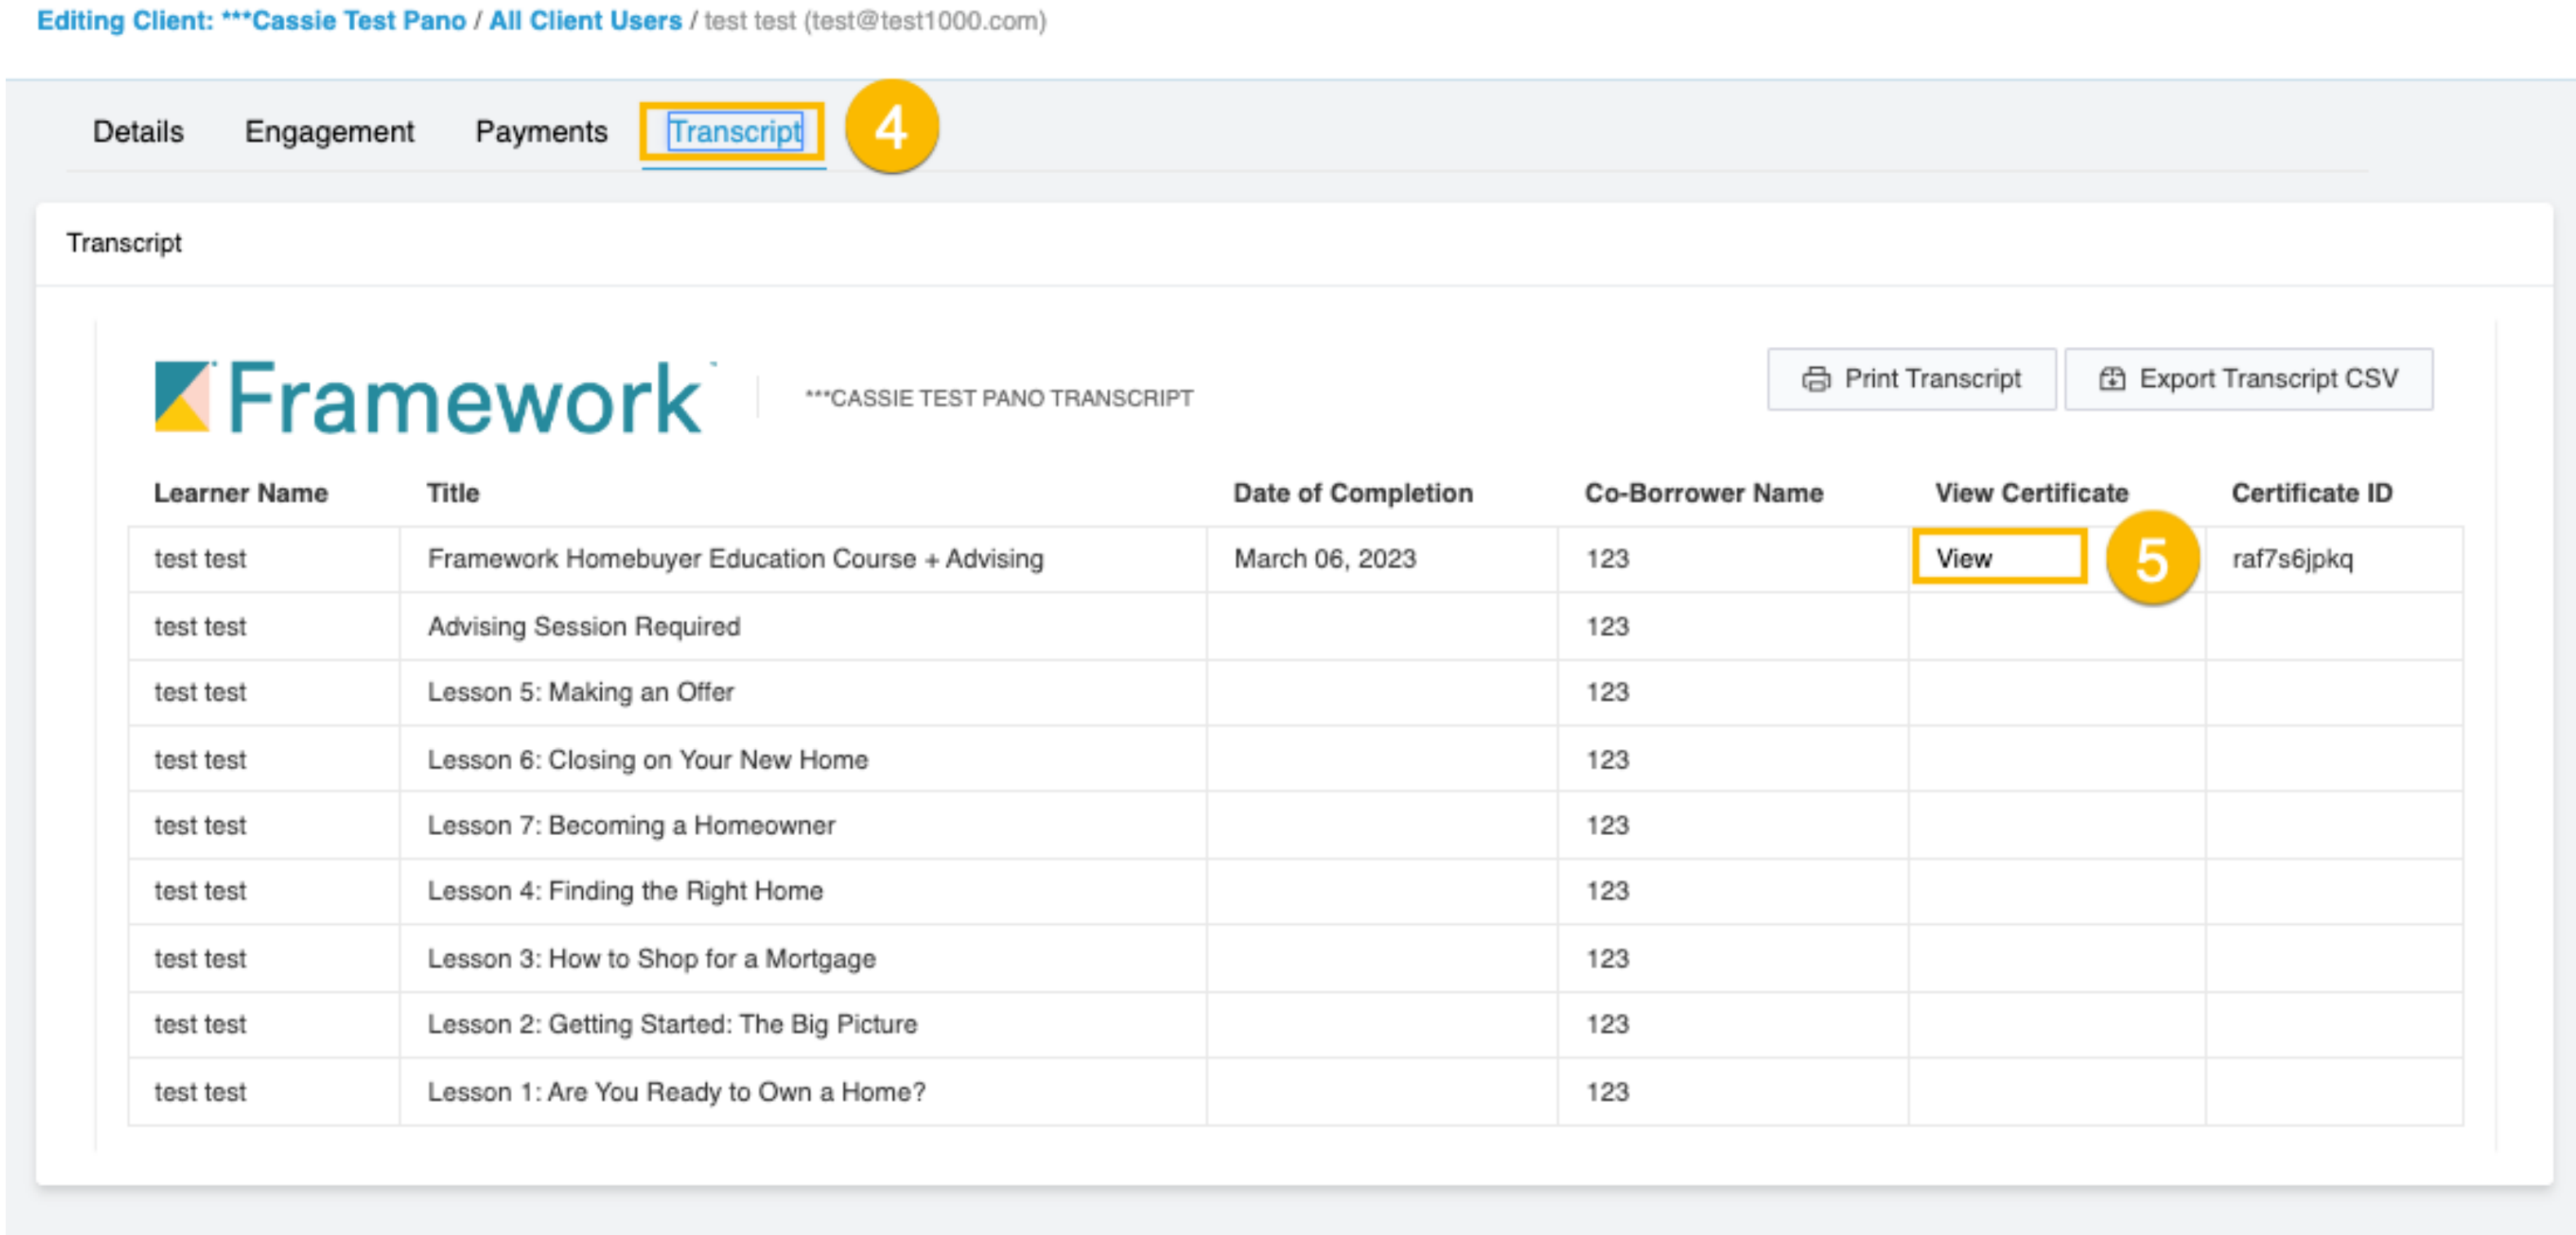 Editing Client: ***Cassie Test Pano / All Client Users / test test (test@test1000.com)
Details Engagement Payments Transcript 4
Transcript
Framework ***CASSIE TEST PANO TRANSCRIPT Print Transcript Export Transcript CSV
Learner Name Title Date of Completion Co-Borrower Name View Certificate Certificate ID
test test Framework Homebuyer Education Course + Advising March 06, 2023 123 View 5 raf7s6jpkq
test test Advising Session Required 123
test test Lesson 5: Making an Offer 123
test test Lesson 6: Closing on Your New Home 123
test test Lesson 7: Becoming a Homeowner 123
test test Lesson 4: Finding the Right Home 123
test test Lesson 3: How to Shop for a Mortgage 123
test test Lesson 2: Getting Started: The Big Picture 123
test test Lesson 1: Are You Ready to Own a Home? 123